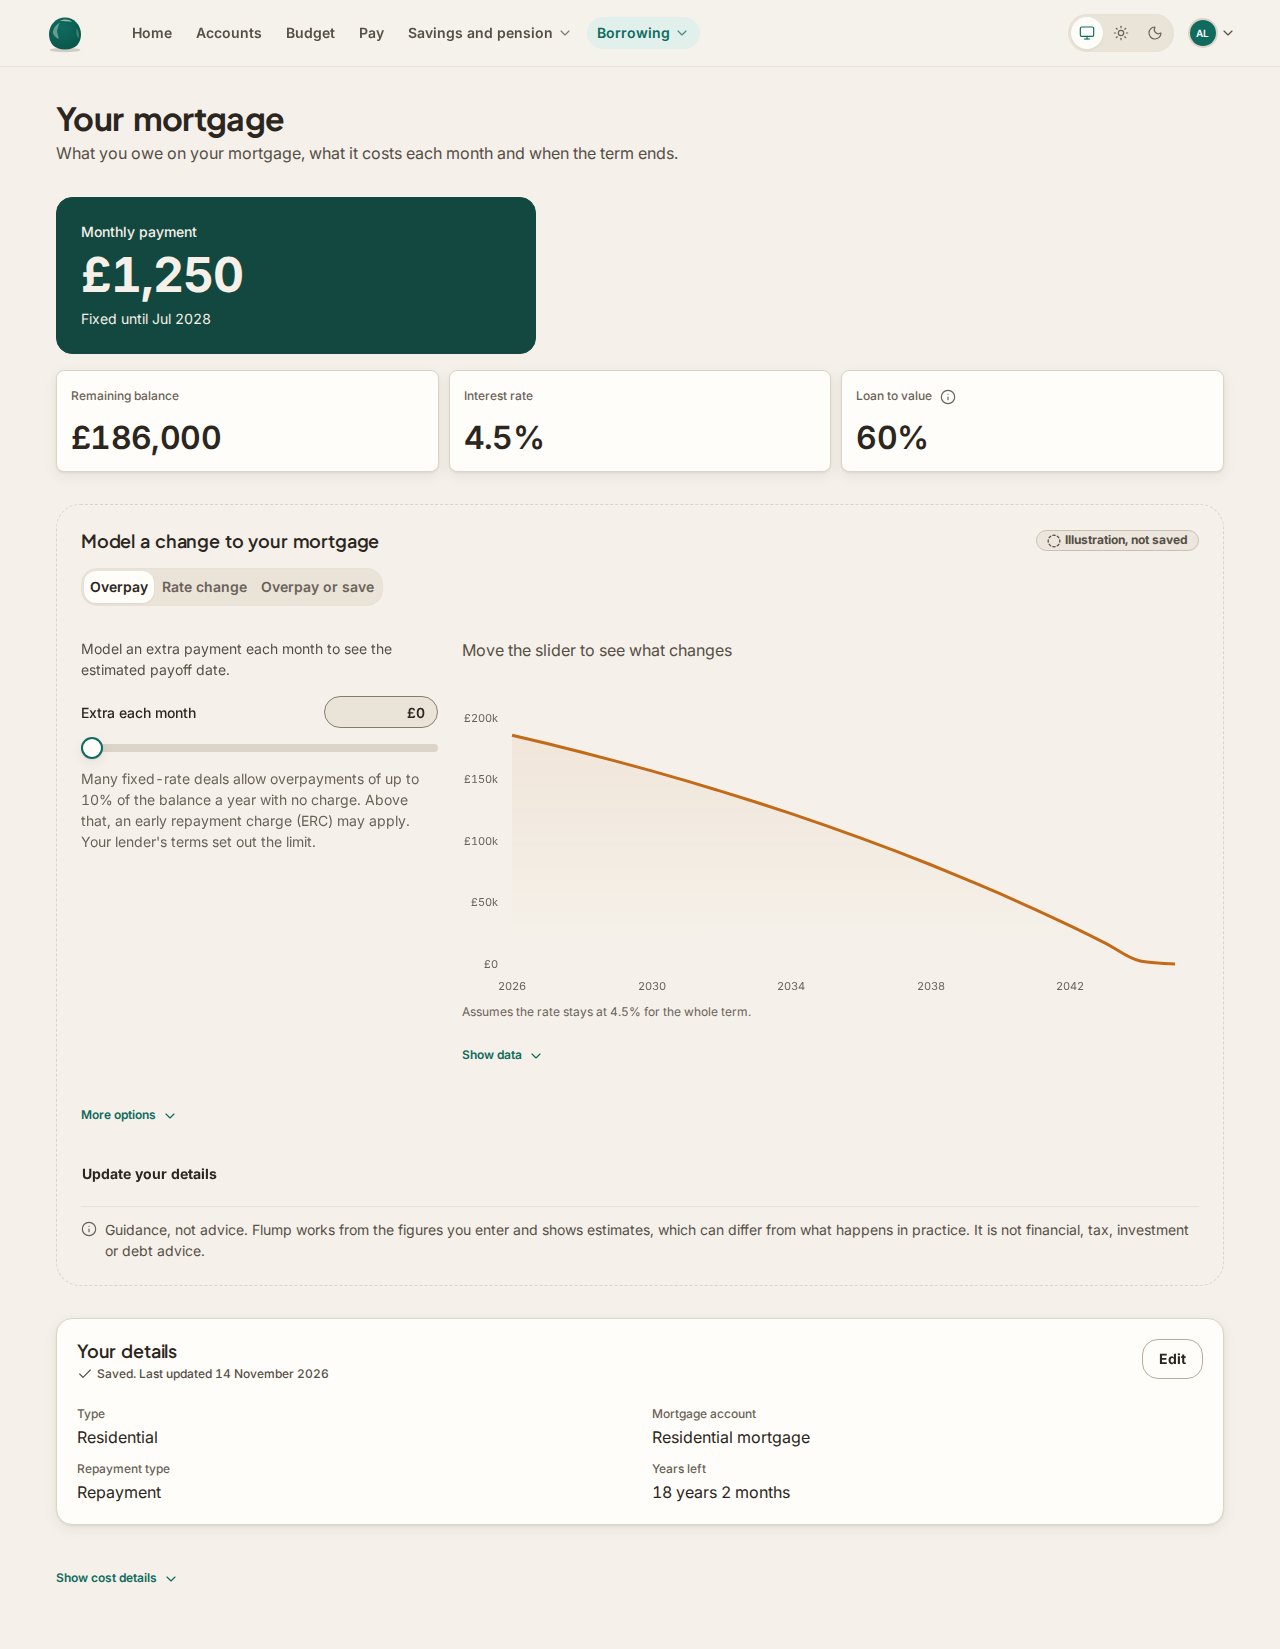 Home
Accounts
Budget
Pay
Savings and pension
Borrowing
AL
Your mortgage
What you owe on your mortgage, what it costs each month and when the term ends.
Monthly payment
£1,250
Fixed until Jul 2028
Remaining balance
£186,000
Interest rate
4.5%
Loan to value
60%
Model a change to your mortgage
Illustration, not saved
Overpay
Rate change
Overpay or save
Model an extra payment each month to see the
estimated payoff date.
Extra each month
£0
Many fixed-rate deals allow overpayments of up to
10% of the balance a year with no charge. Above
that, an early repayment charge (ERC) may apply.
Your lender's terms set out the limit.
Move the slider to see what changes
£200k
£150k
£100k
£50k
£0
2026
2030
2034
2038
2042
Assumes the rate stays at 4.5% for the whole term.
Show data
More options
Update your details
Guidance, not advice. Flump works from the figures you enter and shows estimates, which can differ from what happens in practice. It is not financial, tax, investment
or debt advice.
Your details
Saved. Last updated 14 November 2026
Edit
Type
Residential
Mortgage account
Residential mortgage
Repayment type
Repayment
Years left
18 years 2 months
Show cost details